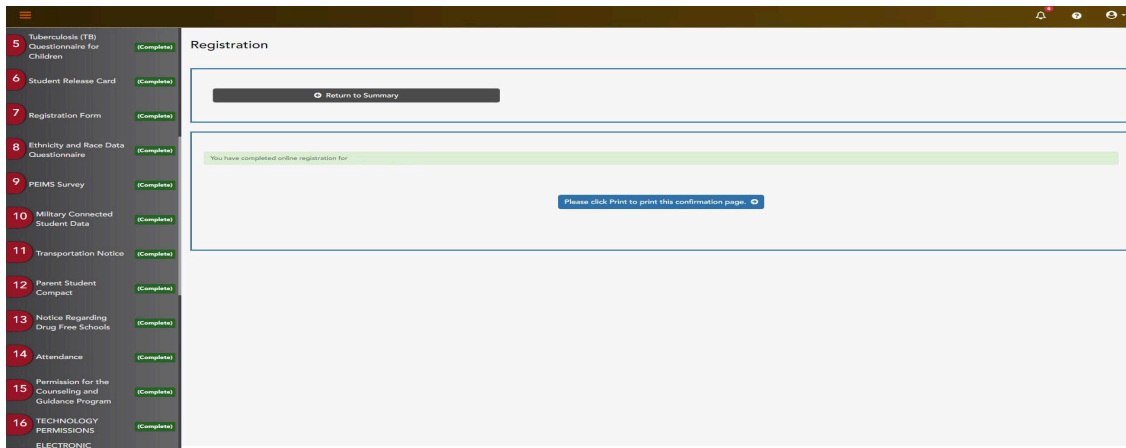 5
Tuberculosis (TB)
Questionnaire for
Children
(Complete)
6
Student Release Card
(Complete)
7
Registration Form
(Complete)
8
Ethnicity and Race Data
Questionnaire
(Complete)
9
PEIMS Survey
(Complete)
10
Military Connected
Student Data
(Complete)
11
Transportation Notice
(Complete)
12
Parent Student
Compact
(Complete)
13
Notice Regarding
Drug Free Schools
(Complete)
14
Attendance
(Complete)
15
Permission for the
Counseling and
Guidance Program
(Complete)
16
TECHNOLOGY
PERMISSIONS
(Complete)
ELECTRONIC
Registration
Return to Summary
You have completed online registration for
Please click Print to print this confirmation page.